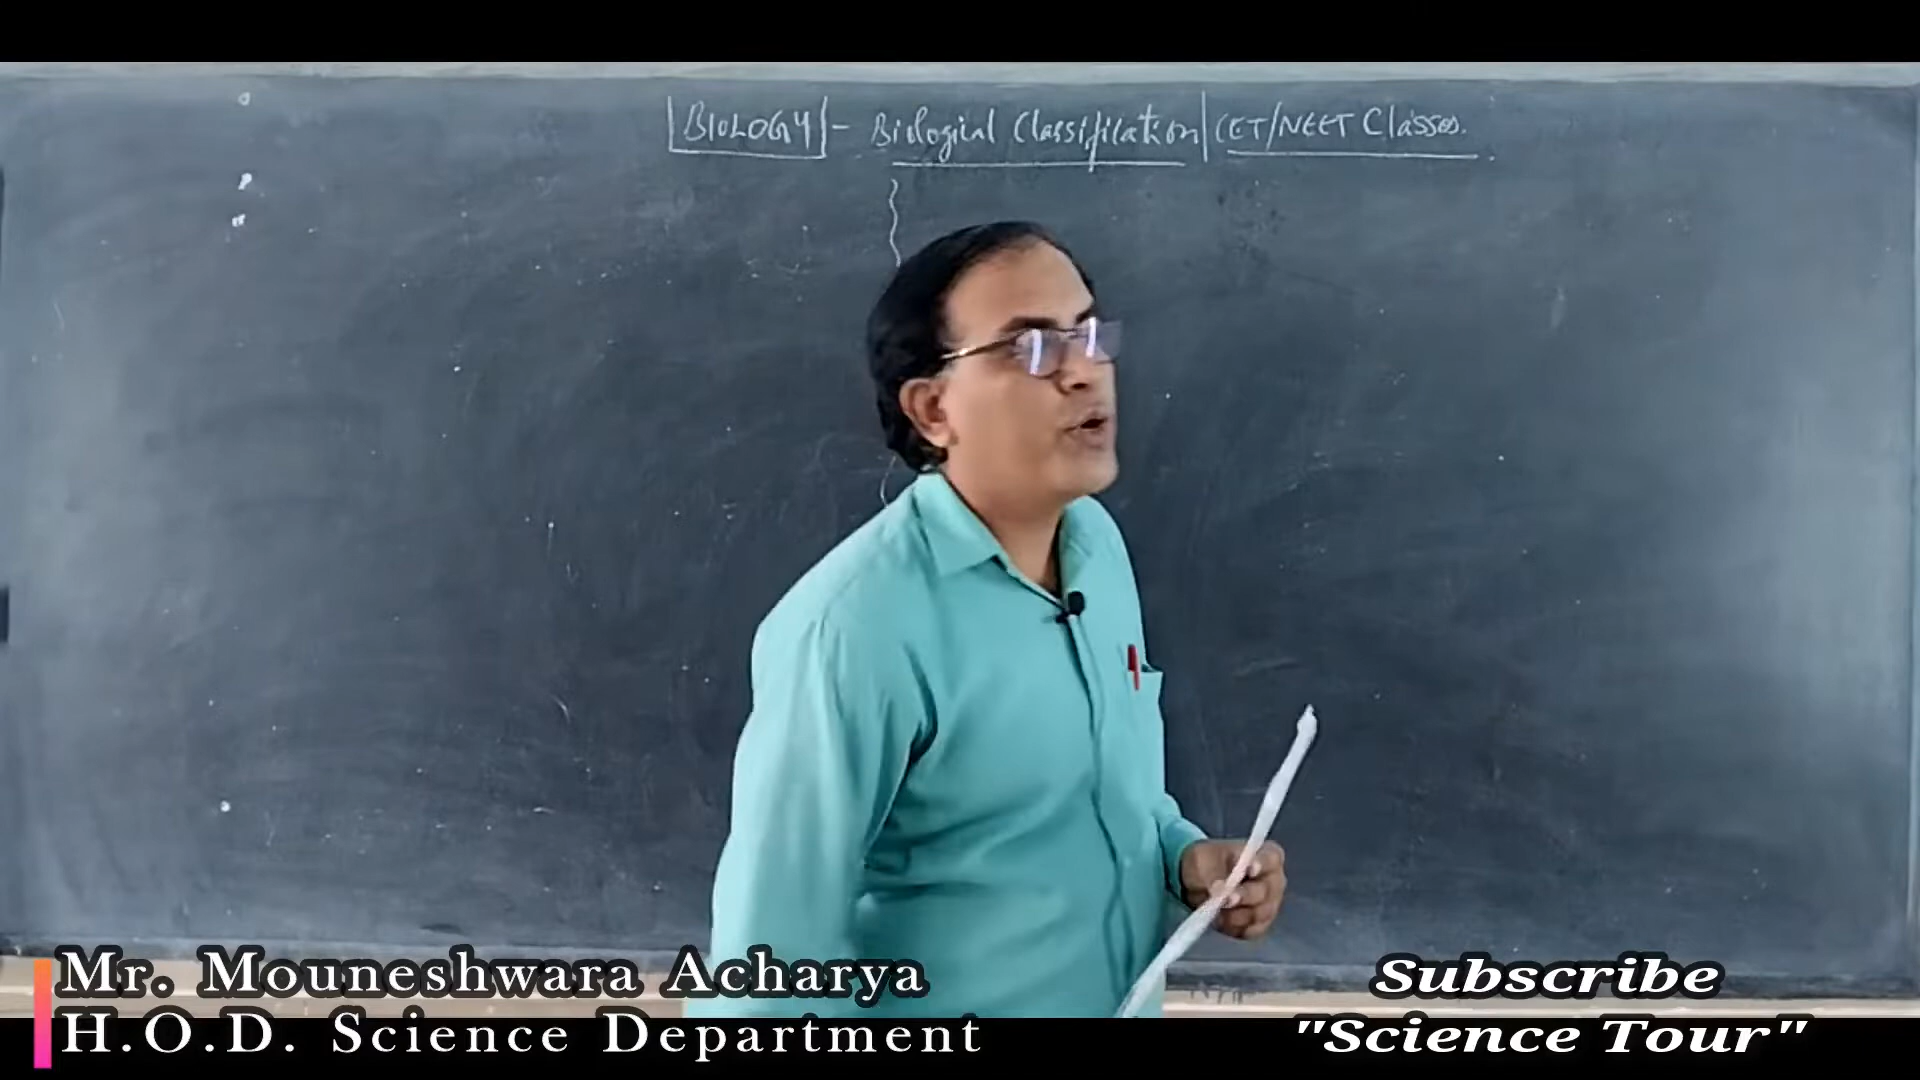 BIOLOGY - Biological Classification | CET/NEET Classes.
Mr. Mouneshwara Acharya
H.O.D. Science Department
Subscribe
"Science Tour"